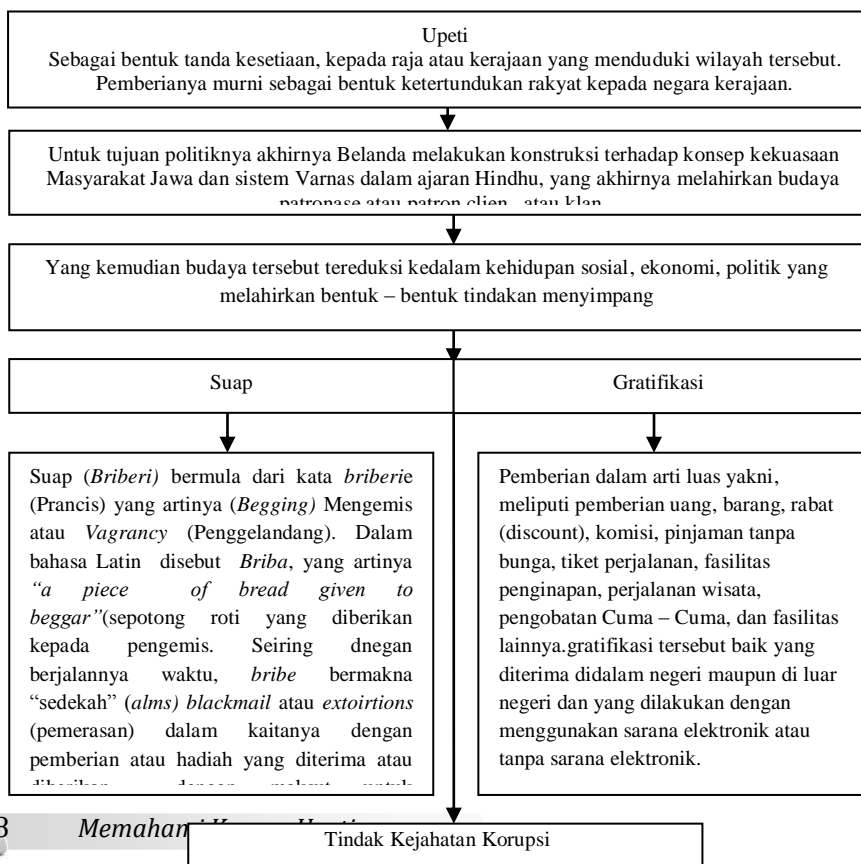 Upeti
Sebagai bentuk tanda kesetiaan, kepada raja atau kerajaan yang menduduki wilayah tersebut.
Pemberianya murni sebagai bentuk ketertundukan rakyat kepada negara kerajaan.
Untuk tujuan politiknya akhirnya Belanda melakukan konstruksi terhadap konsep kekuasaan
Masyarakat Jawa dan sistem Varnas dalam ajaran Hindhu, yang akhirnya melahirkan budaya
patronase atau patron clien atau klan
Yang kemudian budaya tersebut tereduksi kedalam kehidupan sosial, ekonomi, politik yang
melahirkan bentuk – bentuk tindakan menyimpang
Suap
Gratifikasi
Suap (Briberi) bermula dari kata briberie
(Prancis) yang artinya (Begging) Mengemis
atau Vagrancy (Penggelandang). Dalam
bahasa Latin disebut Briba, yang artinya
“a piece of bread given to
beggar”(sepotong roti yang diberikan
kepada pengemis. Seiring dnegan
berjalannya waktu, bribe bermakna
“sedekah” (alms) blackmail atau extoirtions
(pemerasan) dalam kaitanya dengan
pemberian atau hadiah yang diterima atau
Pemberian dalam arti luas yakni,
meliputi pemberian uang, barang, rabat
(discount), komisi, pinjaman tanpa
bunga, tiket perjalanan, fasilitas
penginapan, perjalanan wisata,
pengobatan Cuma – Cuma, dan fasilitas
lainnya.gratifikasi tersebut baik yang
diterima didalam negeri maupun di luar
negeri dan yang dilakukan dengan
menggunakan sarana elektronik atau
tanpa sarana elektronik.
Tindak Kejahatan Korupsi